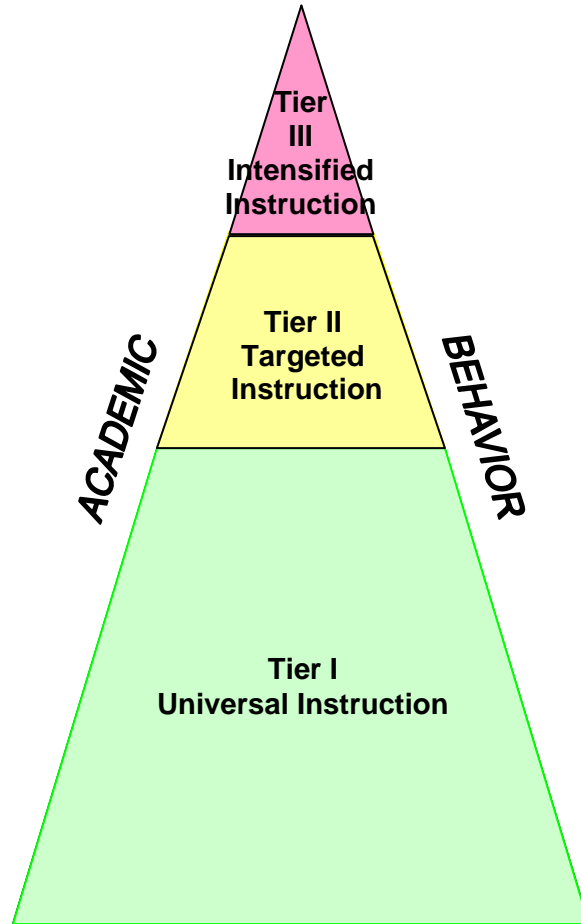 Tier
III
Intensified
Instruction
Tier II
Targeted
Instruction
ACADEMIC
BEHAVIOR
Tier I
Universal Instruction